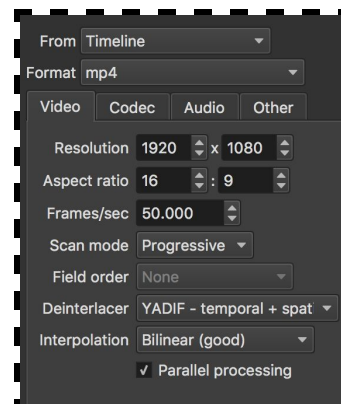 From Timeline
Format mp4
Video Codec Audio Other
Resolution 1920 x 1080
Aspect ratio 16 : 9
Frames/sec 50.000
Scan mode Progressive
Field order None
Deinterlacer YADIF - temporal + spat
Interpolation Bilinear (good)
Parallel processing